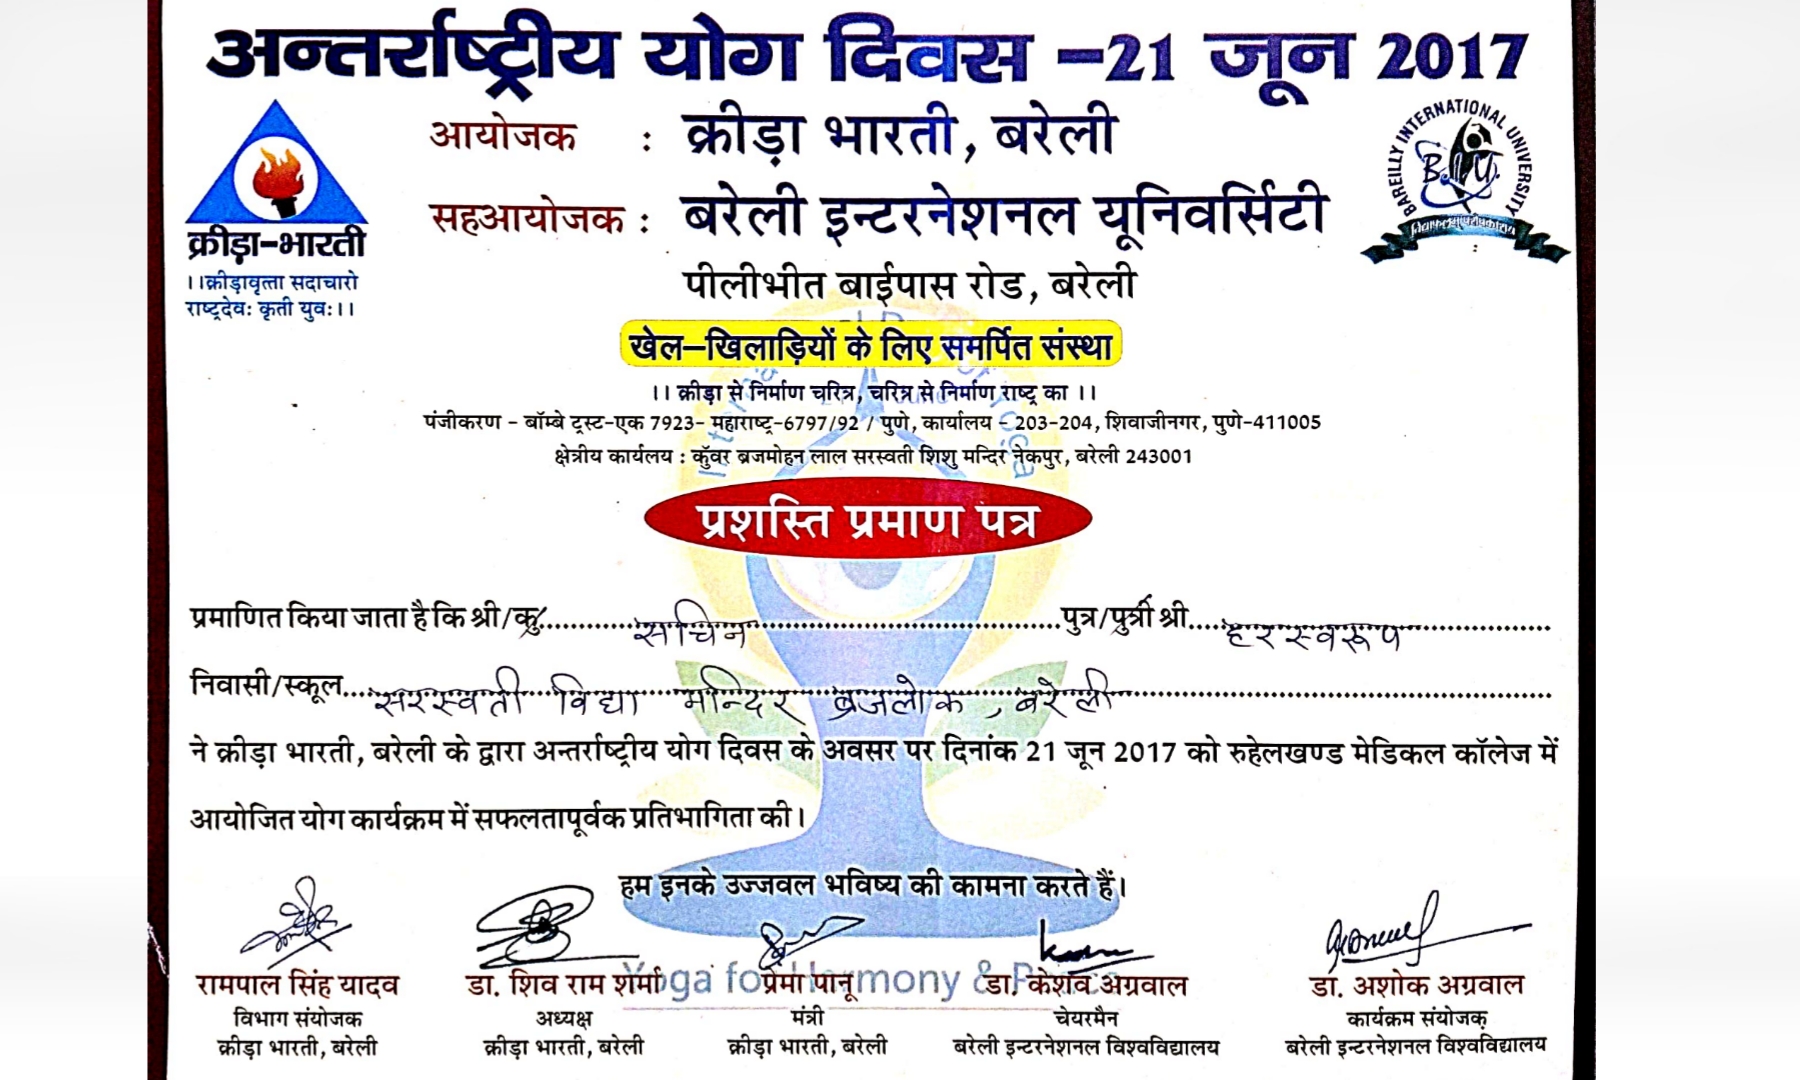 अन्तर्राष्ट्रीय योग दिवस –21 जून 2017
आयोजक : क्रीड़ा भारती, बरेली
सहआयोजक : बरेली इन्टरनेशनल यूनिवर्सिटी
पीलीभीत बाईपास रोड, बरेली
क्रीड़ा-भारती
।।क्रीड़ावृत्ता सदाचारो
राष्ट्रदेवः कृती युवः।।
BAREILLY INTERNATIONAL UNIVERSITY
B.I.U.
खेल–खिलाड़ियों के लिए समर्पित संस्था
।। क्रीड़ा से निर्माण चरित्र, चरित्र से निर्माण राष्ट्र का ।।
पंजीकरण – बॉम्बे ट्रस्ट-एक 7923- महाराष्ट्र-6797/92 / पुणे, कार्यालय – 203-204, शिवाजीनगर, पुणे-411005
क्षेत्रीय कार्यलय : कुॅवर ब्रजमोहन लाल सरस्वती शिशु मन्दिर नेकपुर, बरेली 243001
प्रशस्ति प्रमाण पत्र
प्रमाणित किया जाता है कि श्री/कु. सचिन पुत्र/पुत्री श्री हरस्वरूप
निवासी/स्कूल सरस्वती विद्या मन्दिर ब्रजलोक, बरेली
ने क्रीड़ा भारती, बरेली के द्वारा अन्तर्राष्ट्रीय योग दिवस के अवसर पर दिनांक 21 जून 2017 को रुहेलखण्ड मेडिकल कॉलेज में
आयोजित योग कार्यक्रम में सफलतापूर्वक प्रतिभागिता की।
हम इनके उज्जवल भविष्य की कामना करते हैं।
Yoga for Harmony &
रामपाल सिंह यादव डा. शिव राम शर्मा प्रेमा पानू डा. केशव अग्रवाल डा. अशोक अग्रवाल
विभाग संयोजक अध्यक्ष मंत्री चेयरमैन कार्यक्रम संयोजक
क्रीड़ा भारती, बरेली क्रीड़ा भारती, बरेली क्रीड़ा भारती, बरेली बरेली इन्टरनेशनल विश्वविद्यालय बरेली इन्टरनेशनल विश्वविद्यालय